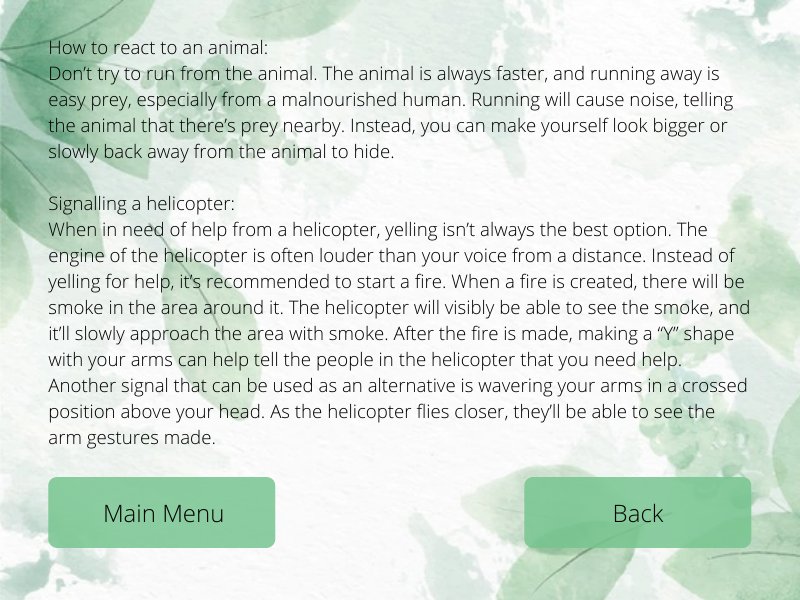 How to react to an animal:
Don’t try to run from the animal. The animal is always faster, and running away is
easy prey, especially from a malnourished human. Running will cause noise, telling
the animal that there’s prey nearby. Instead, you can make yourself look bigger or
slowly back away from the animal to hide.
Signalling a helicopter:
When in need of help from a helicopter, yelling isn’t always the best option. The
engine of the helicopter is often louder than your voice from a distance. Instead of
yelling for help, it’s recommended to start a fire. When a fire is created, there will be
smoke in the area around it. The helicopter will visibly be able to see the smoke, and
it’ll slowly approach the area with smoke. After the fire is made, making a “Y” shape
with your arms can help tell the people in the helicopter that you need help.
Another signal that can be used as an alternative is wavering your arms in a crossed
position above your head. As the helicopter flies closer, they’ll be able to see the
arm gestures made.
Main Menu
Back